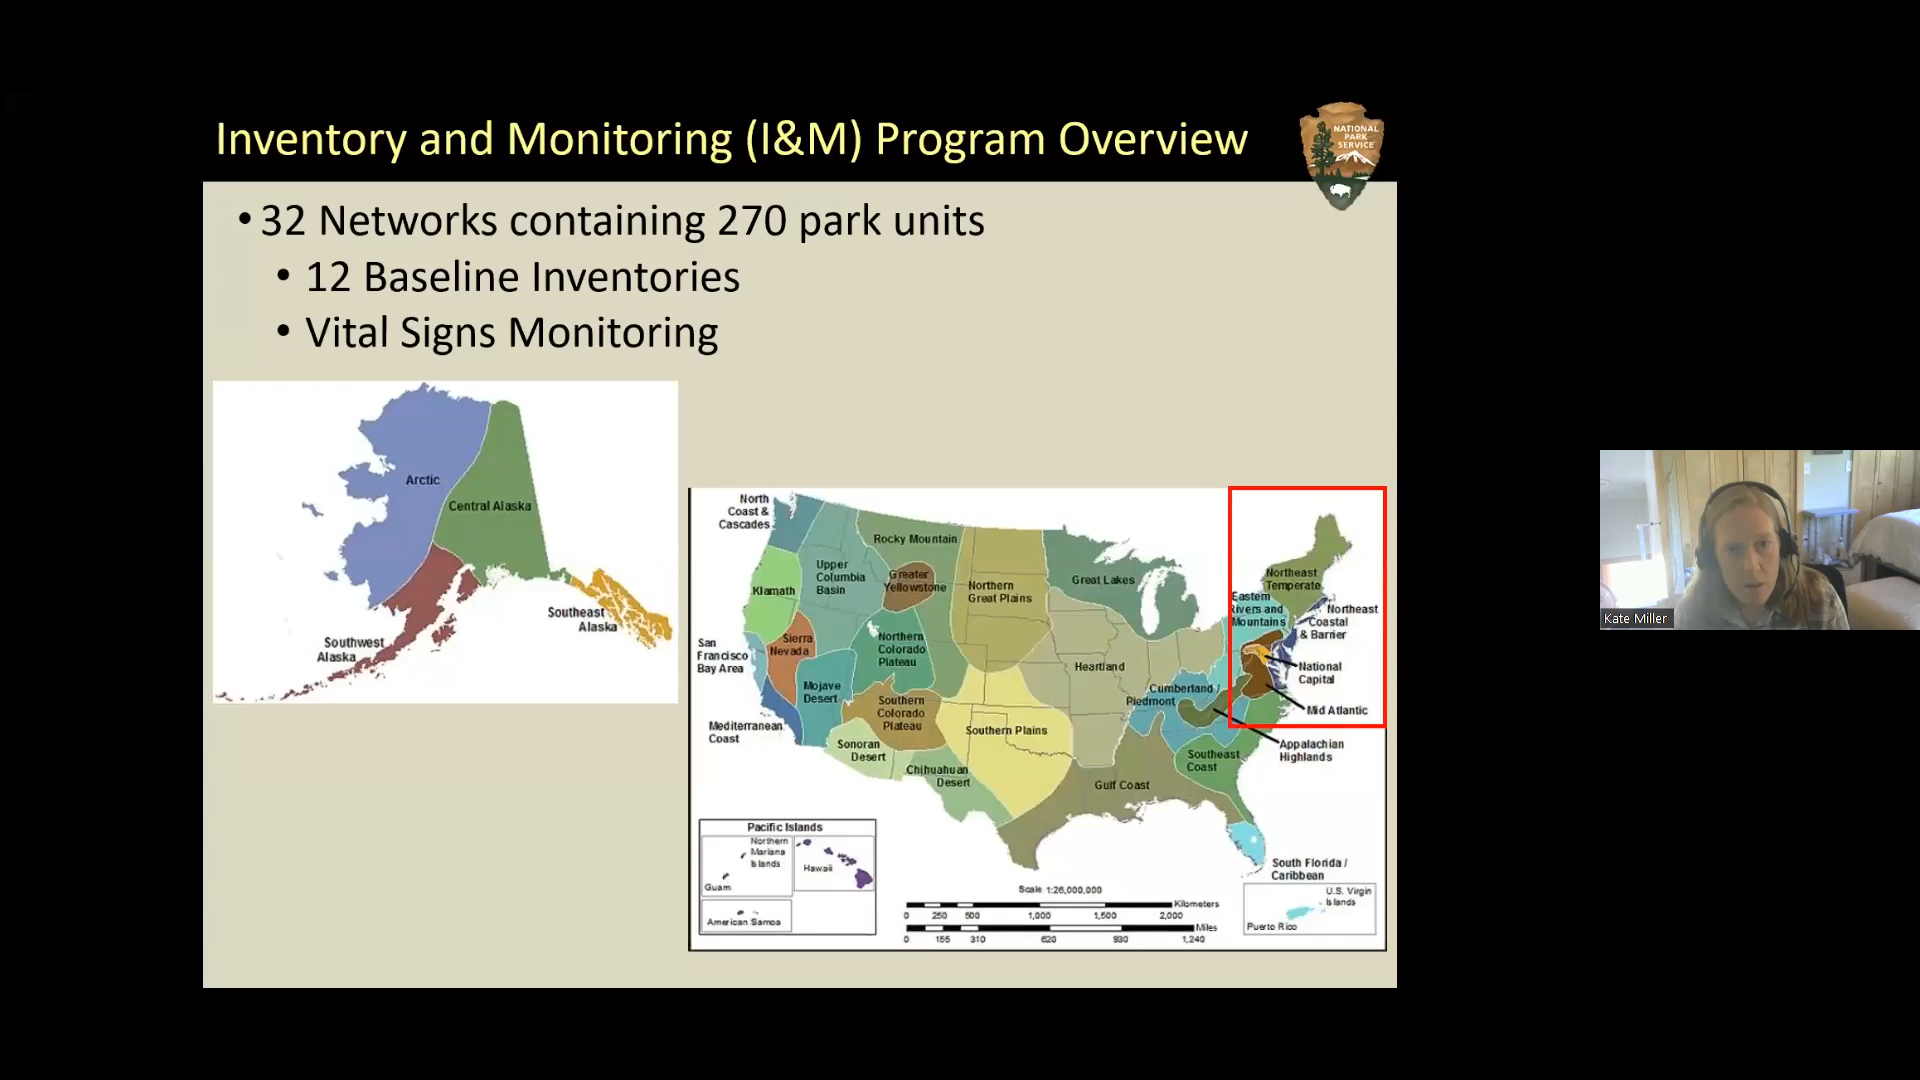 Inventory and Monitoring (I&M) Program Overview
NATIONAL
PARK
SERVICE
• 32 Networks containing 270 park units
• 12 Baseline Inventories
• Vital Signs Monitoring
Arctic
Central Alaska
Southeast
Alaska
Southwest
Alaska
North
Coast &
Cascades
Rocky Mountain
Upper
Columbia
Basin
Klamath
Greater
Yellowstone
Northern
Great Plains
Great Lakes
Northeast
Temperate
Eastern
Rivers and
Mountains
Northeast
Coastal
& Barrier
San
Francisco
Bay Area
Sierra
Nevada
Northern
Colorado
Plateau
Heartland
National
Capital
Mojave
Desert
Cumberland /
Piedmont
Mid Atlantic
Southern
Colorado
Plateau
Mediterranean
Coast
Southern Plains
Sonoran
Desert
Appalachian
Highlands
Southeast
Coast
Chihuahuan
Desert
Gulf Coast
South Florida /
Caribbean
Pacific Islands
Northern
Mariana
Islands
Hawaii
Guam
American Samoa
Scale 1:26,000,000
Kilometers
0 250 500 1,000 1,500 2,000
Miles
0 155 310 620 930 1,240
U.S. Virgin
Islands
Puerto Rico
Kate Miller